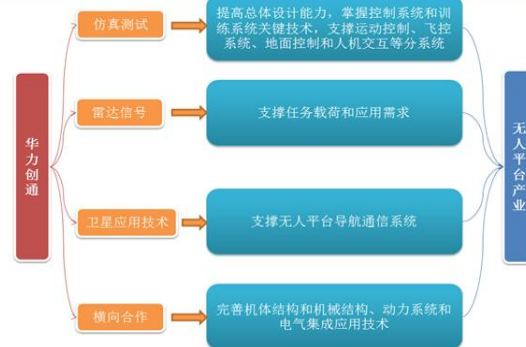 华力创通
仿真测试
提高总体设计能力，掌握控制系统和训
练系统关键技术，支撑运动控制、飞控
系统、地面控制和人机交互等分系统
雷达信号
支撑任务载荷和应用需求
卫星应用技术
支撑无人平台导航通信系统
横向合作
完善机体结构和机械结构、动力系统和
电气集成应用技术
无人平台产业